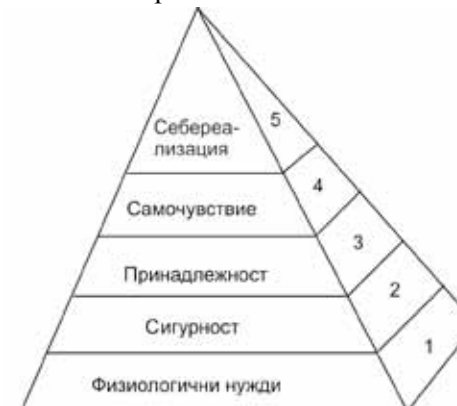 Себереа-
лизация
5
Самочувствие
4
Принадлежност
3
Сигурност
2
Физиологични нужди
1